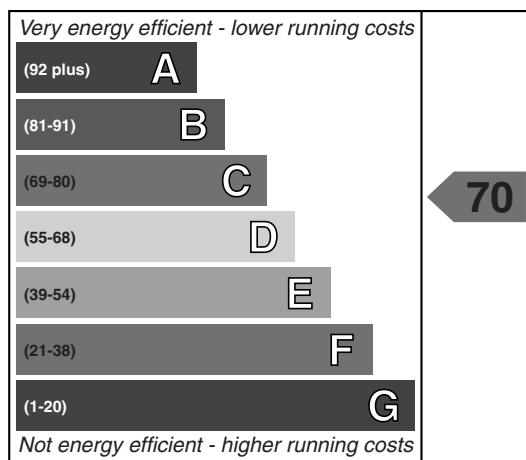 Very energy efficient - lower running costs
(92 plus) A
(81-91) B
(69-80) C
70
(55-68) D
(39-54) E
(21-38) F
(1-20) G
Not energy efficient - higher running costs